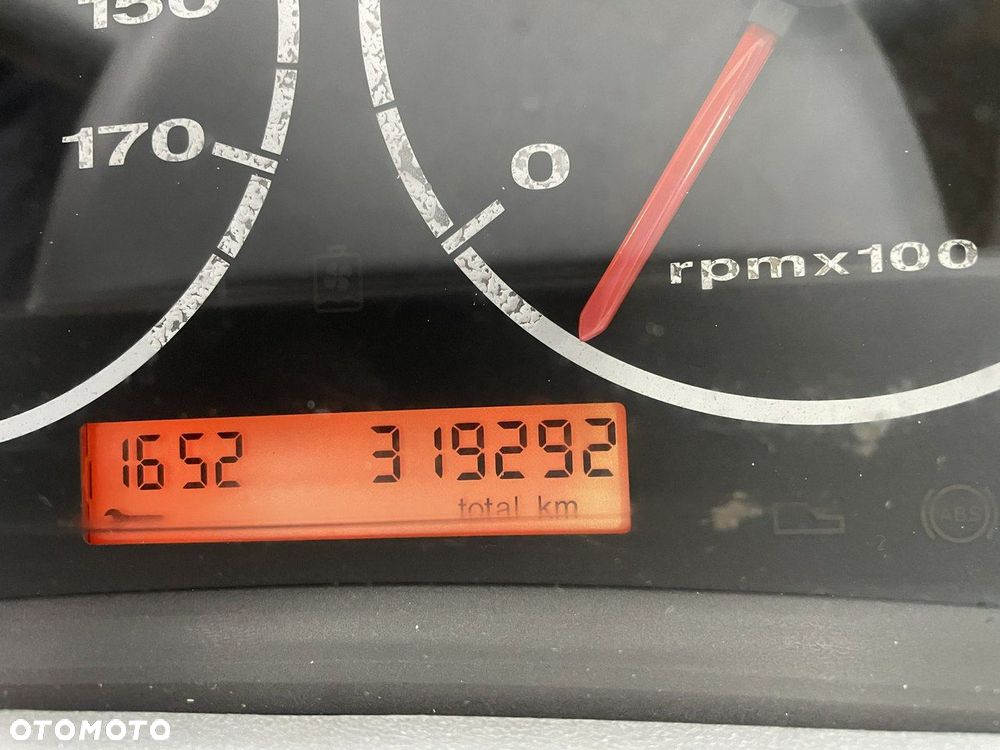 150
170
0
rpmx100
1652 319292
total km
ABS
OTOMOTO